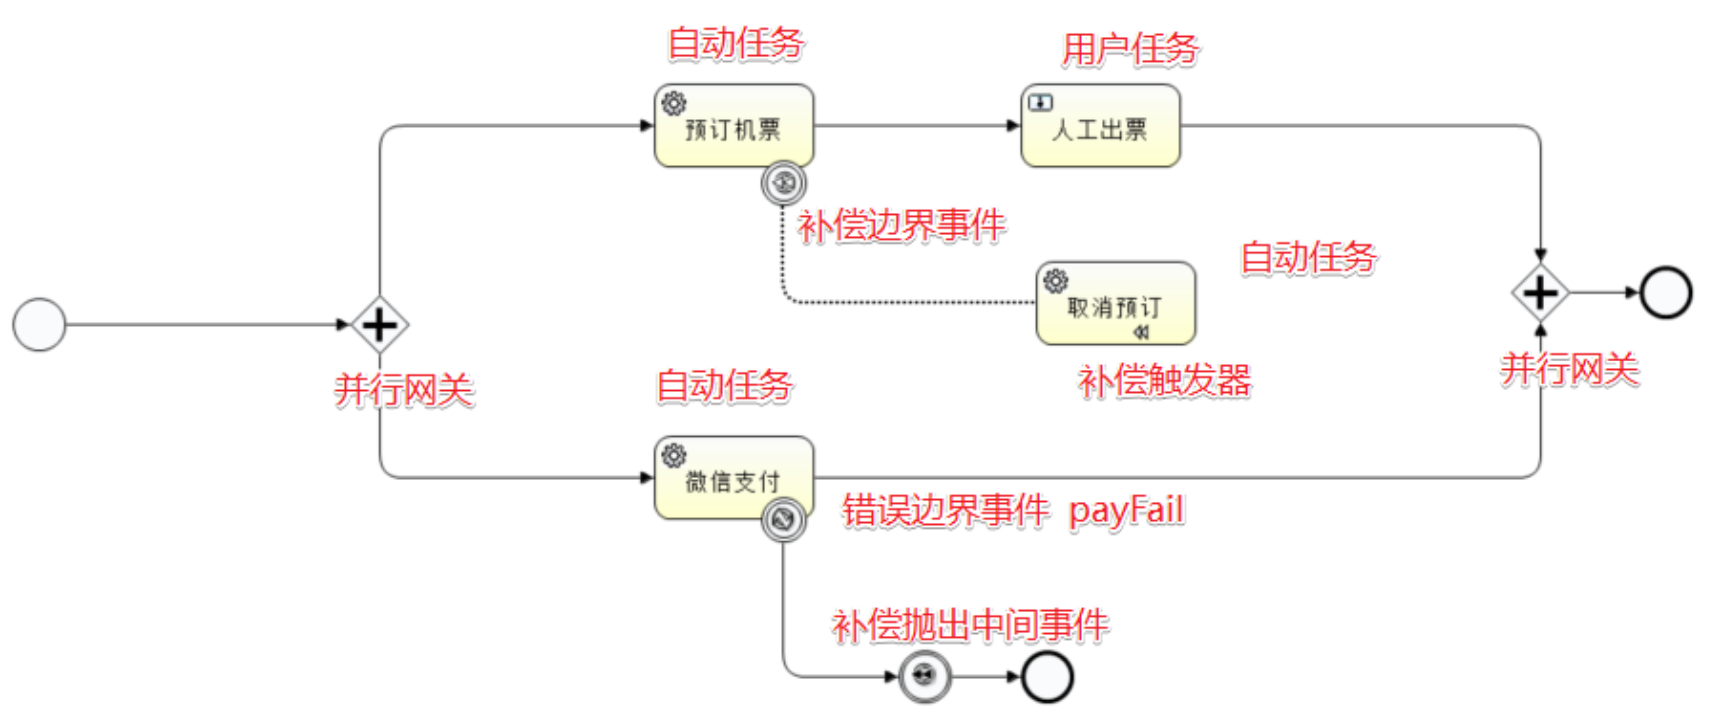 自动任务
用户任务
预订机票
人工出票
补偿边界事件
自动任务
取消预订
并行网关
自动任务
补偿触发器
并行网关
微信支付
错误边界事件 payFail
补偿抛出中间事件